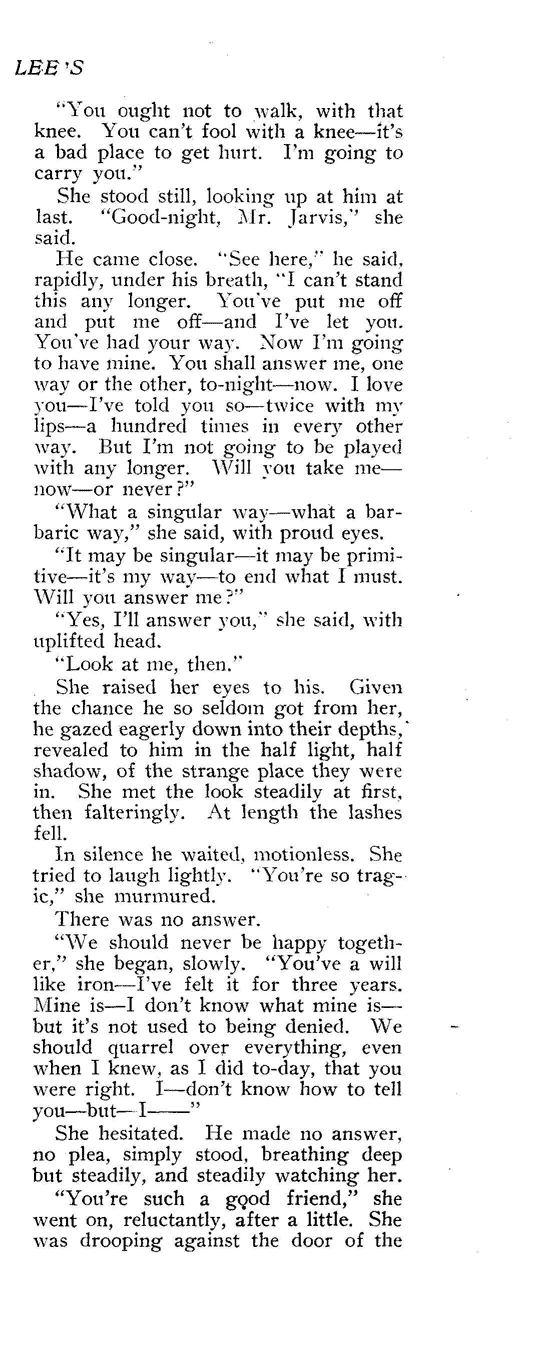 LEE'S
“You ought not to walk, with that
knee. You can't fool with a knee—it's
a bad place to get hurt. I'm going to
carry you.”
She stood still, looking up at him at
last. “Good-night, Mr. Jarvis,” she
said.
He came close. “See here,” he said,
rapidly, under his breath, “I can't stand
this any longer. You've put me off
and put me off—and I've let you.
You've had your way. Now I'm going
to have mine. You shall answer me, one
way or the other, to-night—now. I love
you—I've told you so—twice with my
lips—a hundred times in every other
way. But I'm not going to be played
with any longer. Will you take me—
now—or never?”
“What a singular way—what a bar-
baric way,” she said, with proud eyes.
“It may be singular—it may be primi-
tive—it's my way—to end what I must.
Will you answer me?”
“Yes, I'll answer you,” she said, with
uplifted head.
“Look at me, then.”
She raised her eyes to his. Given
the chance he so seldom got from her,
he gazed eagerly down into their depths,
revealed to him in the half light, half
shadow, of the strange place they were
in. She met the look steadily at first,
then falteringly. At length the lashes
fell.
In silence he waited, motionless. She
tried to laugh lightly. “You're so trag-
ic,” she murmured.
There was no answer.
“We should never be happy togeth-
er,” she began, slowly. “You've a will
like iron—I've felt it for three years.
Mine is—I don't know what mine is—
but it's not used to being denied. We
should quarrel over everything, even
when I knew, as I did to-day, that you
were right. I—don't know how to tell
you—but—I——”
She hesitated. He made no answer,
no plea, simply stood, breathing deep
but steadily, and steadily watching her.
“You're such a good friend,” she
went on, reluctantly, after a little. She
was drooping against the door of the